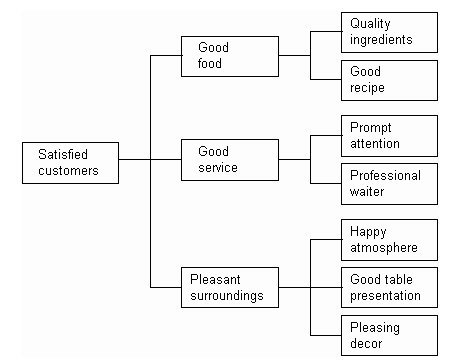 Satisfied
customers
Good
food
Quality
ingredients
Good
recipe
Good
service
Prompt
attention
Professional
waiter
Pleasant
surroundings
Happy
atmosphere
Good table
presentation
Pleasing
decor